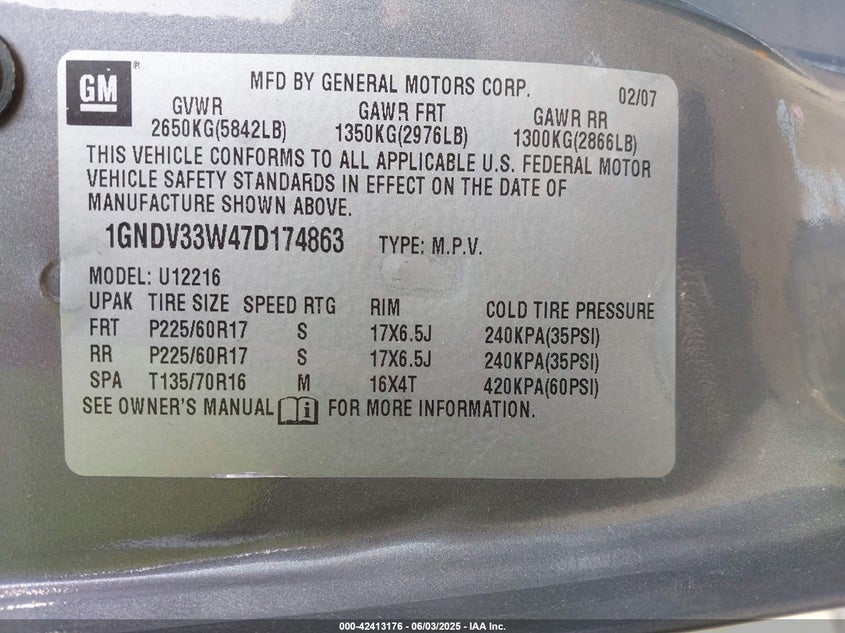 GM ®
MFD BY GENERAL MOTORS CORP. 02/07
GVWR GAWR FRT GAWR RR
2650KG(5842LB) 1350KG(2976LB) 1300KG(2866LB)
THIS VEHICLE CONFORMS TO ALL APPLICABLE U.S. FEDERAL MOTOR
VEHICLE SAFETY STANDARDS IN EFFECT ON THE DATE OF
MANUFACTURE SHOWN ABOVE.
1GNDV33W47D174863 TYPE: M.P.V.
MODEL: U12216
UPAK TIRE SIZE SPEED RTG RIM COLD TIRE PRESSURE
FRT P225/60R17 S 17X6.5J 240KPA(35PSI)
RR P225/60R17 S 17X6.5J 240KPA(35PSI)
SPA T135/70R16 M 16X4T 420KPA(60PSI)
SEE OWNER'S MANUAL i FOR MORE INFORMATION.
000-42413176 - 06/03/2025 - IAA Inc.